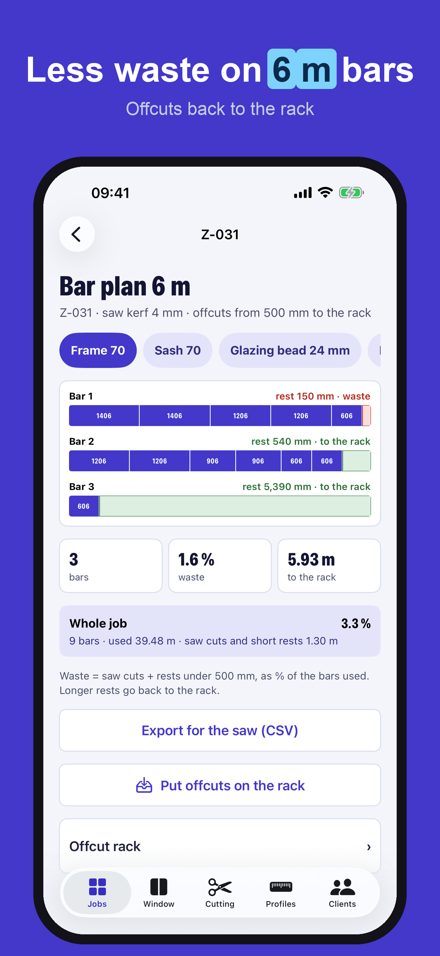 Less waste on 6 m bars
Offcuts back to the rack
09:41
Z-031
Bar plan 6 m
Z-031 · saw kerf 4 mm · offcuts from 500 mm to the rack
Frame 70
Sash 70
Glazing bead 24 mm
Bar 1
rest 150 mm · waste
1406 1406 1206 1206 606
Bar 2
rest 540 mm · to the rack
1206 1206 906 906 606 606
Bar 3
rest 5,390 mm · to the rack
606
3
bars
1.6 %
waste
5.93 m
to the rack
Whole job
3.3 %
9 bars · used 39.48 m · saw cuts and short rests 1.30 m
Waste = saw cuts + rests under 500 mm, as % of the bars used.
Longer rests go back to the rack.
Export for the saw (CSV)
Put offcuts on the rack
Offcut rack ›
Jobs
Window
Cutting
Profiles
Clients